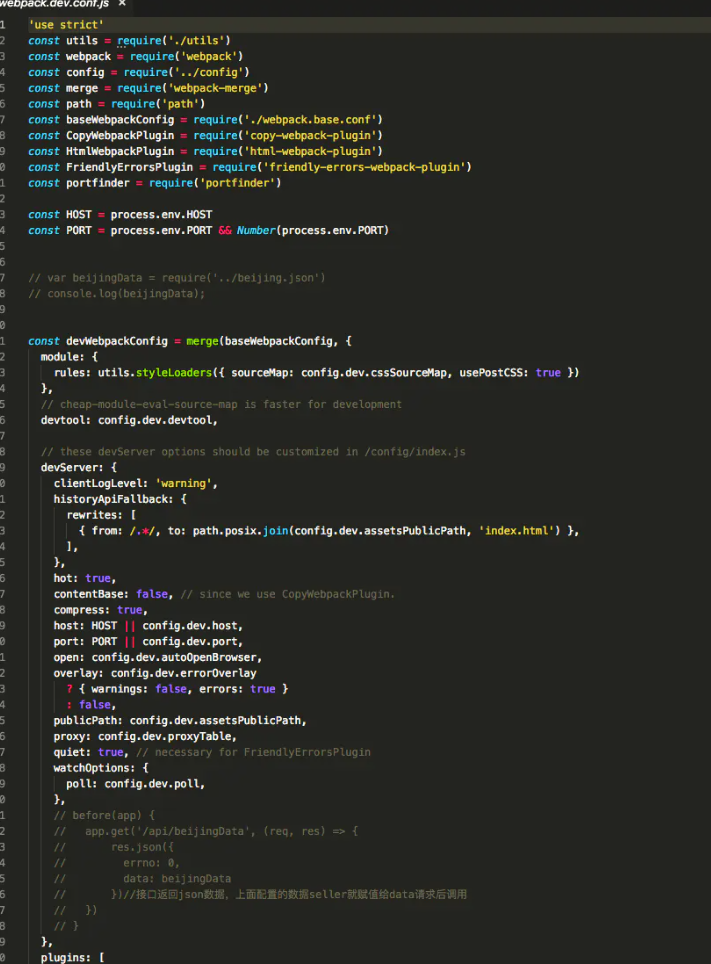 webpack.dev.conf.js ×
1 'use strict'
2 const utils = require('./utils')
3 const webpack = require('webpack')
4 const config = require('../config')
5 const merge = require('webpack-merge')
6 const path = require('path')
7 const baseWebpackConfig = require('./webpack.base.conf')
8 const CopyWebpackPlugin = require('copy-webpack-plugin')
9 const HtmlWebpackPlugin = require('html-webpack-plugin')
0 const FriendlyErrorsPlugin = require('friendly-errors-webpack-plugin')
1 const portfinder = require('portfinder')
2
3 const HOST = process.env.HOST
4 const PORT = process.env.PORT && Number(process.env.PORT)
5
6
7 // var beijingData = require('../beijing.json')
8 // console.log(beijingData);
9
0
1 const devWebpackConfig = merge(baseWebpackConfig, {
2 module: {
3 rules: utils.styleLoaders({ sourceMap: config.dev.cssSourceMap, usePostCSS: true })
4 },
5 // cheap-module-eval-source-map is faster for development
6 devtool: config.dev.devtool,
7
8 // these devServer options should be customized in /config/index.js
9 devServer: {
0 clientLogLevel: 'warning',
1 historyApiFallback: {
2 rewrites: [
3 { from: /.*/, to: path.posix.join(config.dev.assetsPublicPath, 'index.html') },
4 ],
5 },
6 hot: true,
7 contentBase: false, // since we use CopyWebpackPlugin.
8 compress: true,
9 host: HOST || config.dev.host,
0 port: PORT || config.dev.port,
1 open: config.dev.autoOpenBrowser,
2 overlay: config.dev.errorOverlay
3 ? { warnings: false, errors: true }
4 : false,
5 publicPath: config.dev.assetsPublicPath,
6 proxy: config.dev.proxyTable,
7 quiet: true, // necessary for FriendlyErrorsPlugin
8 watchOptions: {
9 poll: config.dev.poll,
0 },
1 // before(app) {
2 // app.get('/api/beijingData', (req, res) => {
3 // res.json({
4 // errno: 0,
5 // data: beijingData
6 // })//接口返回json数据，上面配置的数据seller就赋值给data请求后调用
7 // })
8 // }
9 },
0 plugins: [